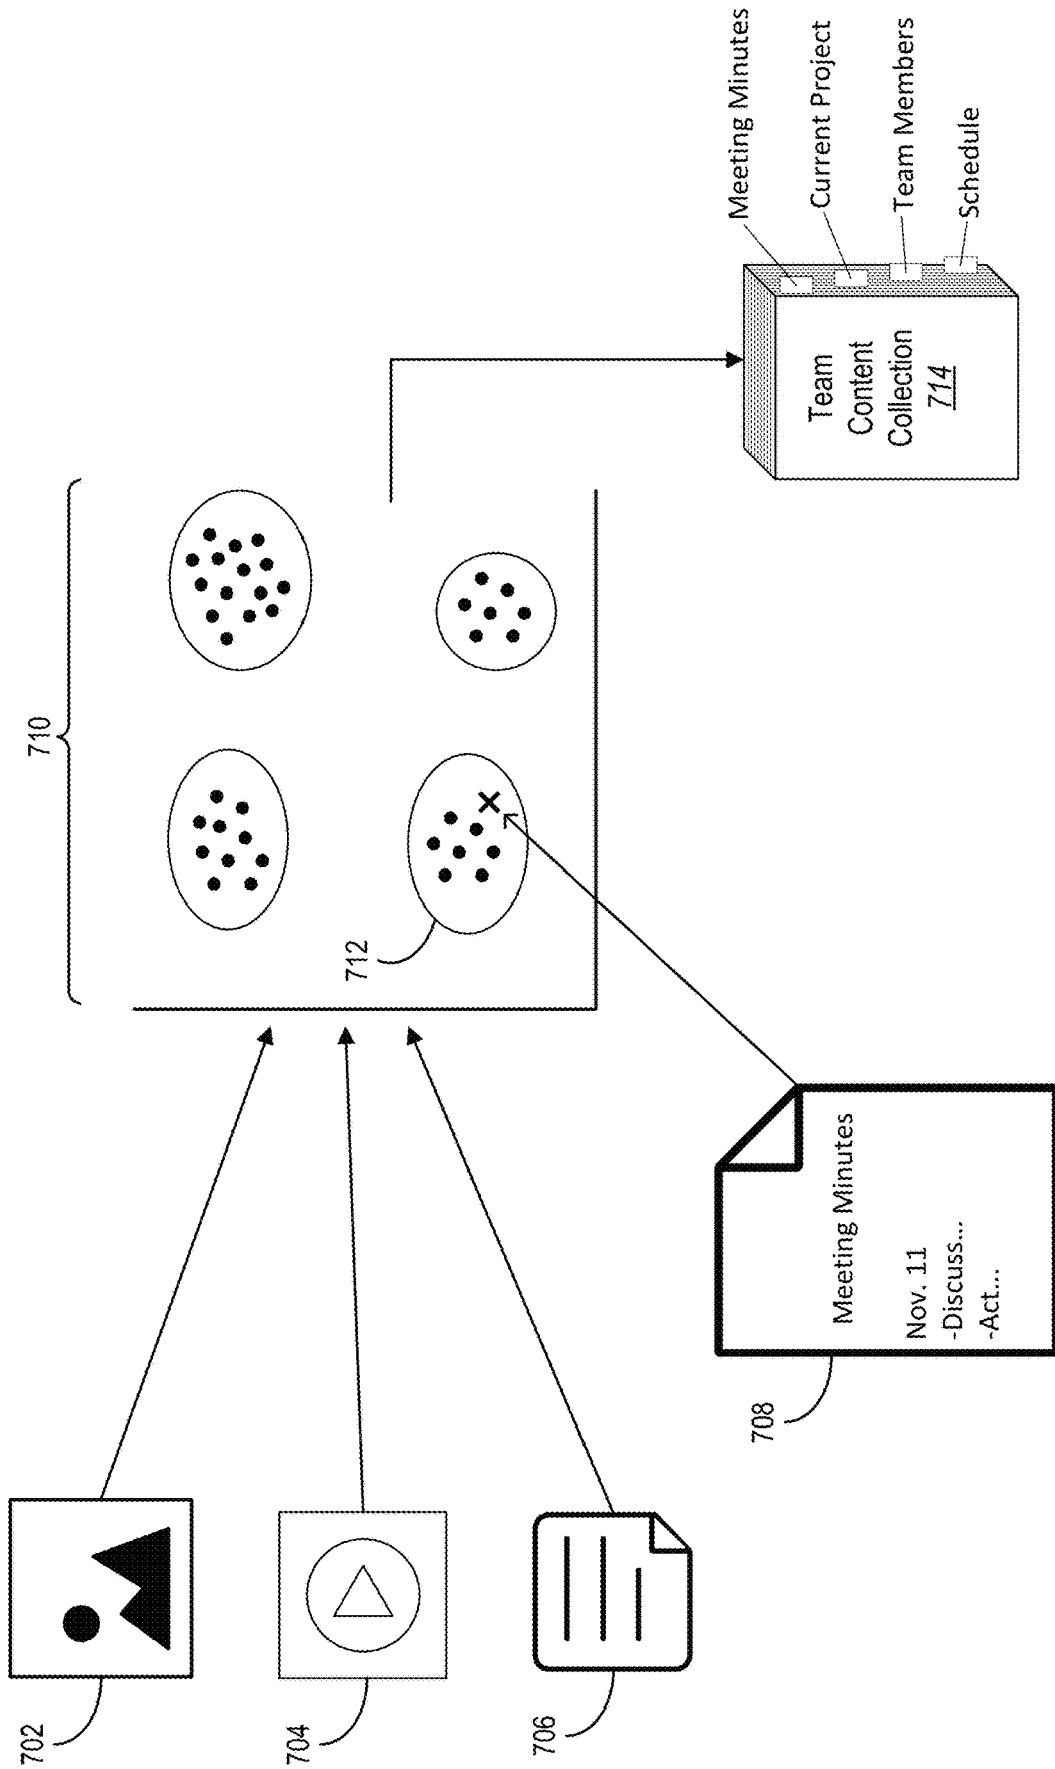 710
702
704
706
712
708
Meeting Minutes
Nov. 11
-Discuss...
-Act...
Team
Content
Collection
714
Meeting Minutes
Current Project
Team Members
Schedule